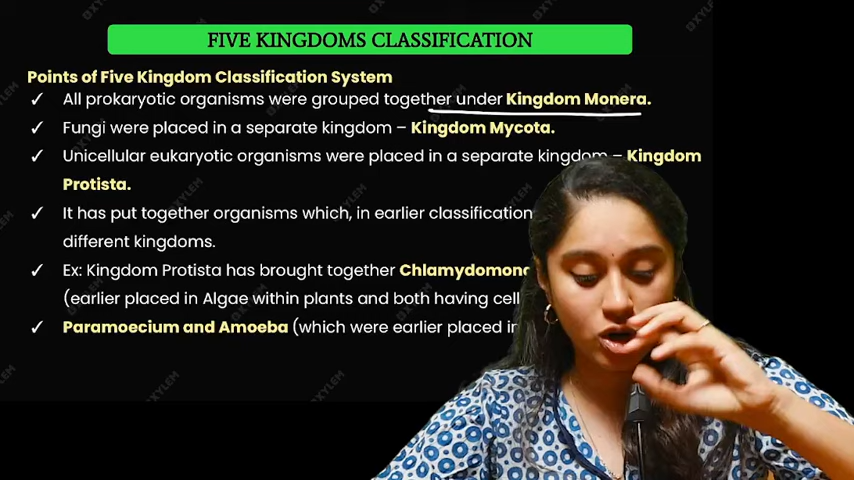 FIVE KINGDOMS CLASSIFICATION
Points of Five Kingdom Classification System
✓ All prokaryotic organisms were grouped together under Kingdom Monera.
✓ Fungi were placed in a separate kingdom – Kingdom Mycota.
✓ Unicellular eukaryotic organisms were placed in a separate kingdom – Kingdom
Protista.
✓ It has put together organisms which, in earlier classification
different kingdoms.
✓ Ex: Kingdom Protista has brought together
(earlier placed in Algae within plants and both having cell
✓ Paramoecium and Amoeba (which were earlier placed in
XYLEM
XYLEM
XYLEM